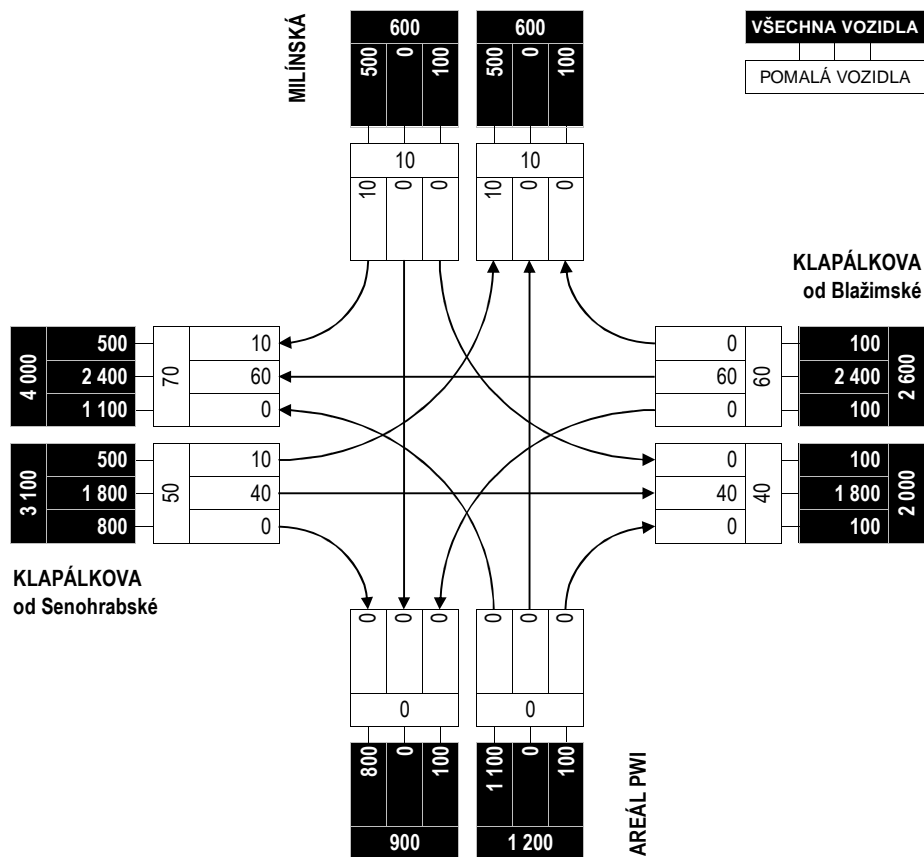 600
500 0 100
10
10 0 0
600
500 0 100
10
10 0 0
MILÍNSKÁ
VŠECHNA VOZIDLA
POMALÁ VOZIDLA
KLAPÁLKOVA
od Blažimské
4 000
500
2 400
1 100
70
10
60
0
3 100
500
1 800
800
50
10
40
0
0
60
0
60
100
2 400
100
2 600
0
40
0
40
100
1 800
100
2 000
KLAPÁLKOVA
od Senohrabské
0 0 0
0
800 0 100
900
0 0 0
0
1 100 0 100
1 200
AREÁL PWI